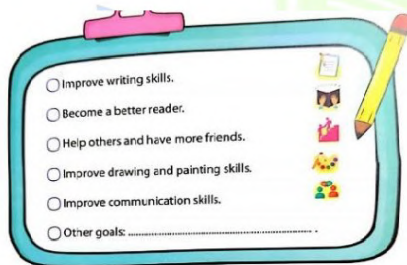 Improve writing skills.
Become a better reader.
Help others and have more friends.
Improve drawing and painting skills.
Improve communication skills.
Other goals: ........................................................ .